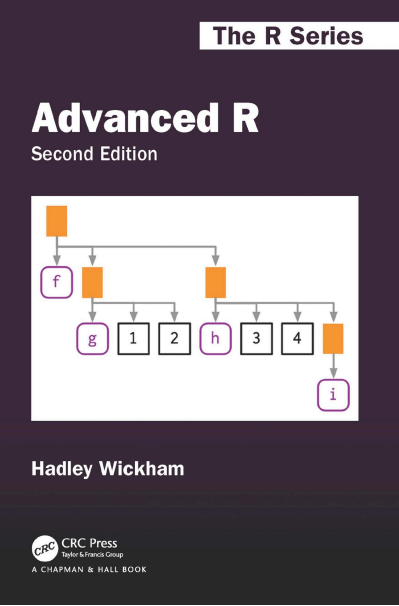 The R Series
Advanced R
Second Edition
f
g 1 2 h 3 4
i
Hadley Wickham
CRC CRC Press
Taylor & Francis Group
A CHAPMAN & HALL BOOK